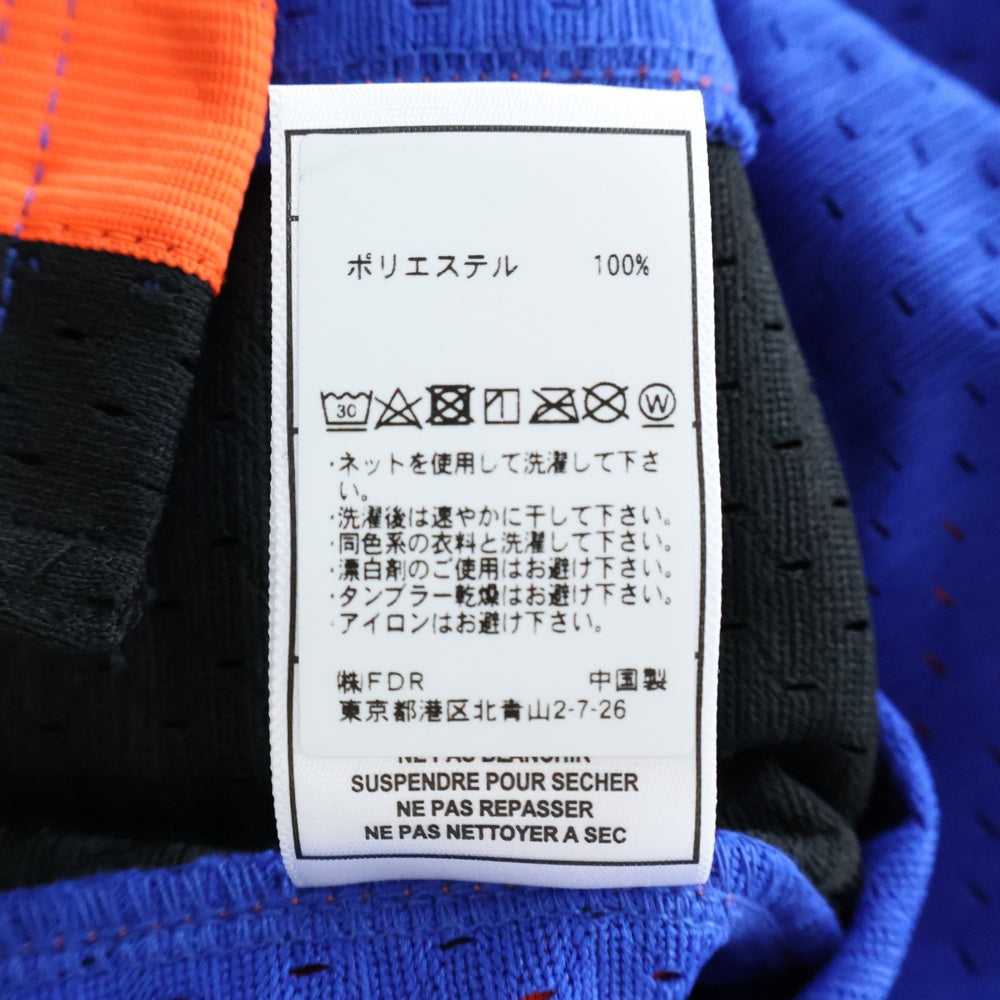 ポリエステル 100%
30 W
・ネットを使用して洗濯して下さ
い。
・洗濯後は速やかに干して下さい。
・同色系の衣料と洗濯して下さい。
・漂白剤のご使用はお避け下さい。
・タンブラー乾燥はお避け下さい。
・アイロンはお避け下さい。
㈱FDR 中国製
東京都港区北青山2-7-26
NE PAS BLANCHIR
SUSPENDRE POUR SECHER
NE PAS REPASSER
NE PAS NETTOYER A SEC